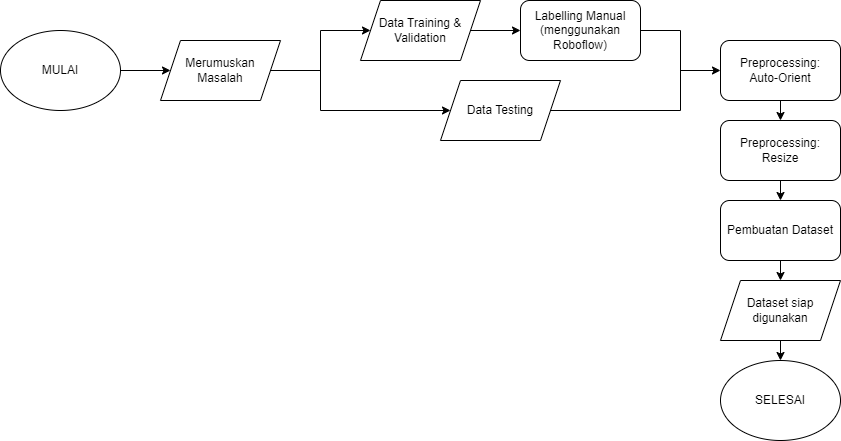 MULAI
Merumuskan
Masalah
Data Training &
Validation
Labelling Manual
(menggunakan
Roboflow)
Data Testing
Preprocessing:
Auto-Orient
Preprocessing:
Resize
Pembuatan Dataset
Dataset siap
digunakan
SELESAI